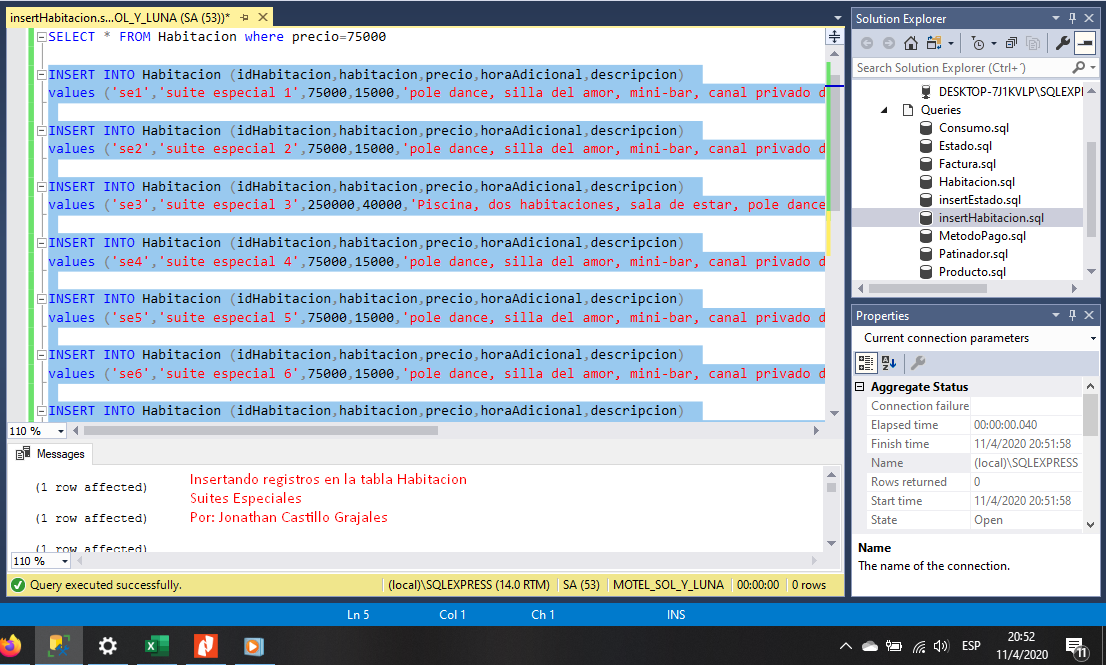 insertHabitacion.s...OL_Y_LUNA (SA (53))*
SELECT * FROM Habitacion where precio=75000
INSERT INTO Habitacion (idHabitacion,habitacion,precio,horaAdicional,descripcion)
values ('se1','suite especial 1',75000,15000,'pole dance, silla del amor, mini-bar, canal privado d
INSERT INTO Habitacion (idHabitacion,habitacion,precio,horaAdicional,descripcion)
values ('se2','suite especial 2',75000,15000,'pole dance, silla del amor, mini-bar, canal privado d
INSERT INTO Habitacion (idHabitacion,habitacion,precio,horaAdicional,descripcion)
values ('se3','suite especial 3',250000,40000,'Piscina, dos habitaciones, sala de estar, pole dance
INSERT INTO Habitacion (idHabitacion,habitacion,precio,horaAdicional,descripcion)
values ('se4','suite especial 4',75000,15000,'pole dance, silla del amor, mini-bar, canal privado d
INSERT INTO Habitacion (idHabitacion,habitacion,precio,horaAdicional,descripcion)
values ('se5','suite especial 5',75000,15000,'pole dance, silla del amor, mini-bar, canal privado d
INSERT INTO Habitacion (idHabitacion,habitacion,precio,horaAdicional,descripcion)
values ('se6','suite especial 6',75000,15000,'pole dance, silla del amor, mini-bar, canal privado d
INSERT INTO Habitacion (idHabitacion,habitacion,precio,horaAdicional,descripcion)
110 %
Messages
(1 row affected)
(1 row affected)
(1 row affected)
Insertando registros en la tabla Habitacion
Suites Especiales
Por: Jonathan Castillo Grajales
110 %
Query executed successfully.
(local)\SQLEXPRESS (14.0 RTM)
SA (53)
MOTEL_SOL_Y_LUNA
00:00:00
0 rows
Solution Explorer
Search Solution Explorer (Ctrl+´)
DESKTOP-7J1KVLP\SQLEXPI
Queries
Consumo.sql
Estado.sql
Factura.sql
Habitacion.sql
insertEstado.sql
insertHabitacion.sql
MetodoPago.sql
Patinador.sql
Producto.sql
Properties
Current connection parameters
Aggregate Status
Connection failure
Elapsed time 00:00:00.040
Finish time 11/4/2020 20:51:58
Name (local)\SQLEXPRESS
Rows returned 0
Start time 11/4/2020 20:51:58
State Open
Name
The name of the connection.
Ln 5
Col 1
Ch 1
INS
ESP
20:52
11/4/2020
11